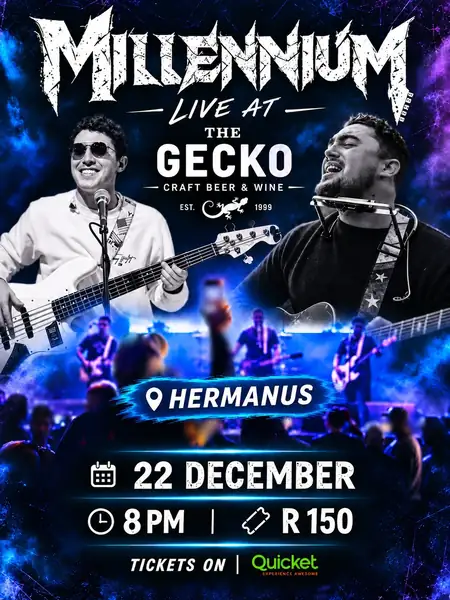 MILLENNIUM
LIVE AT
THE
GECKO
CRAFT BEER & WINE
EST. 1999
HERMANUS
22 DECEMBER
8 PM | R 150
TICKETS ON | Quicket
EXPERIENCE AWESOME